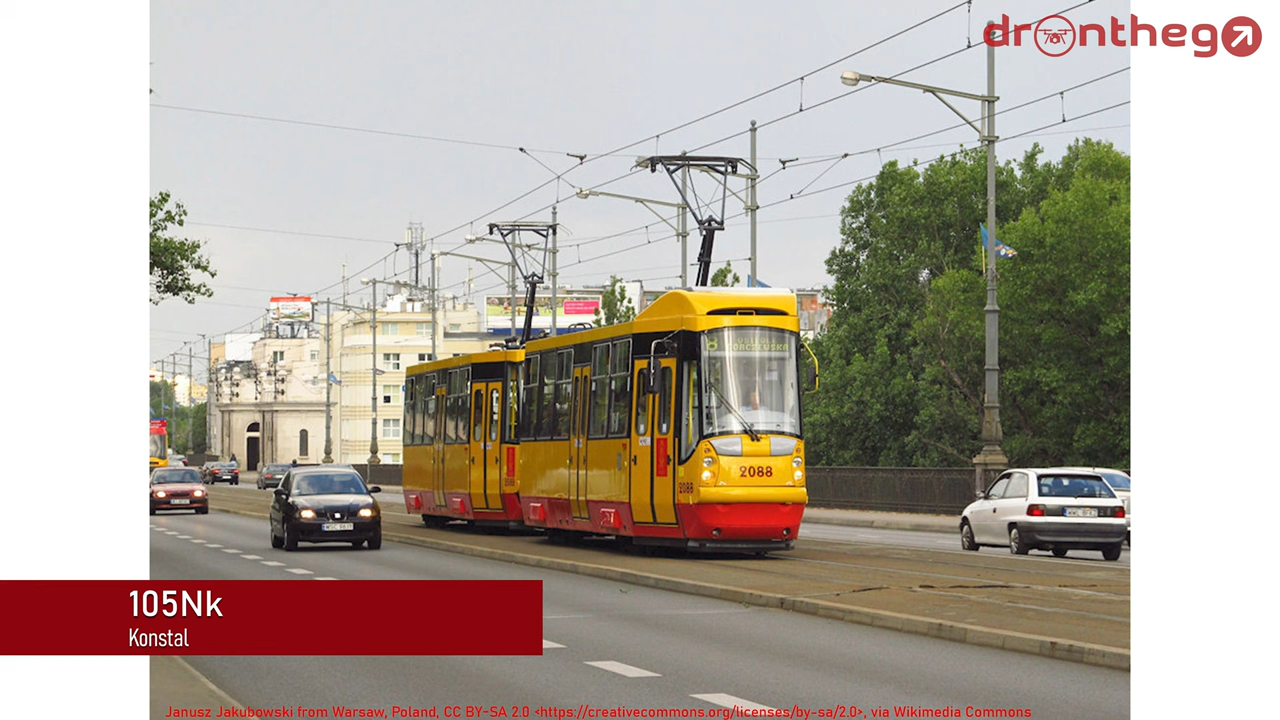 dronthego
2088
2088
105Nk
Konstal
Janusz Jakubowski from Warsaw, Poland, CC BY-SA 2.0 <https://creativecommons.org/licenses/by-sa/2.0>, via Wikimedia Commons